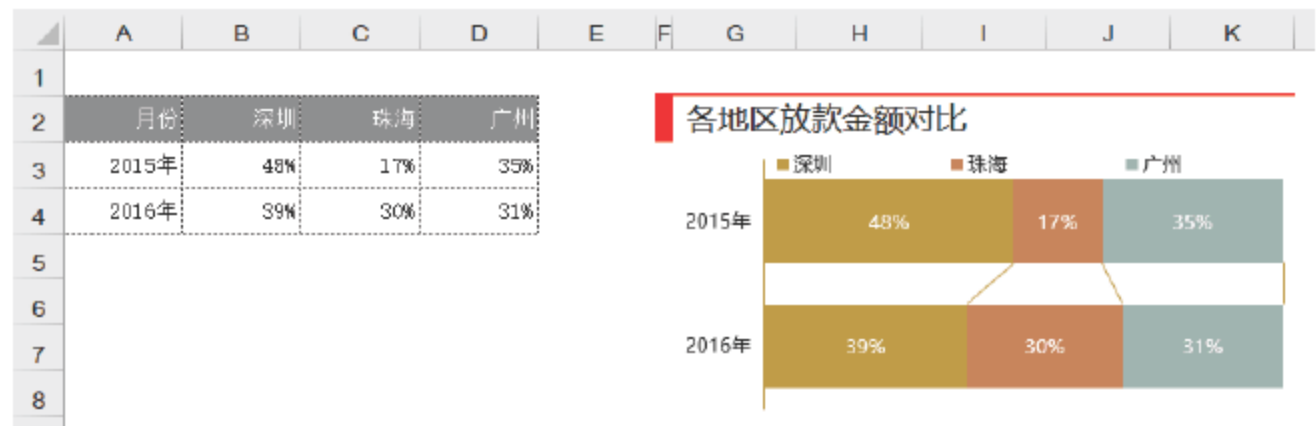 A B C D E F G H I J K
1
2 月份 深圳 珠海 广州 各地区放款金额对比
深圳 珠海 广州
3 2015年 48% 17% 35%
4 2016年 39% 30% 31%
2015年 48% 17% 35%
5
6
7 2016年 39% 30% 31%
8